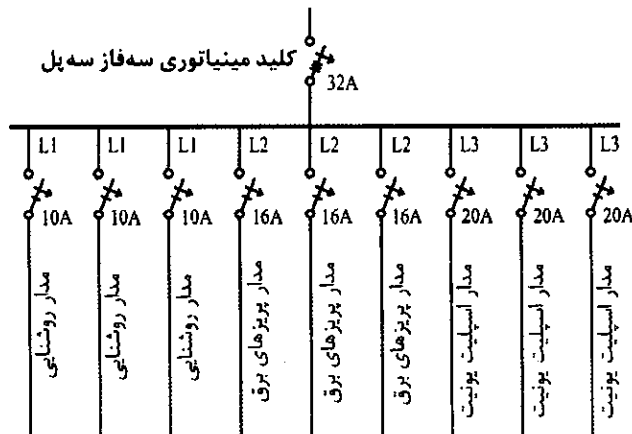 کلید مینیاتوری سه‌فاز سه‌پل
32A
L1 L1 L1 L2 L2 L2 L3 L3 L3
10A 10A 10A 16A 16A 16A 20A 20A 20A
مدار روشنایی
مدار روشنایی
مدار روشنایی
مدار پریزهای برق
مدار پریزهای برق
مدار پریزهای برق
مدار اسپلیت یونیت
مدار اسپلیت یونیت
مدار اسپلیت یونیت